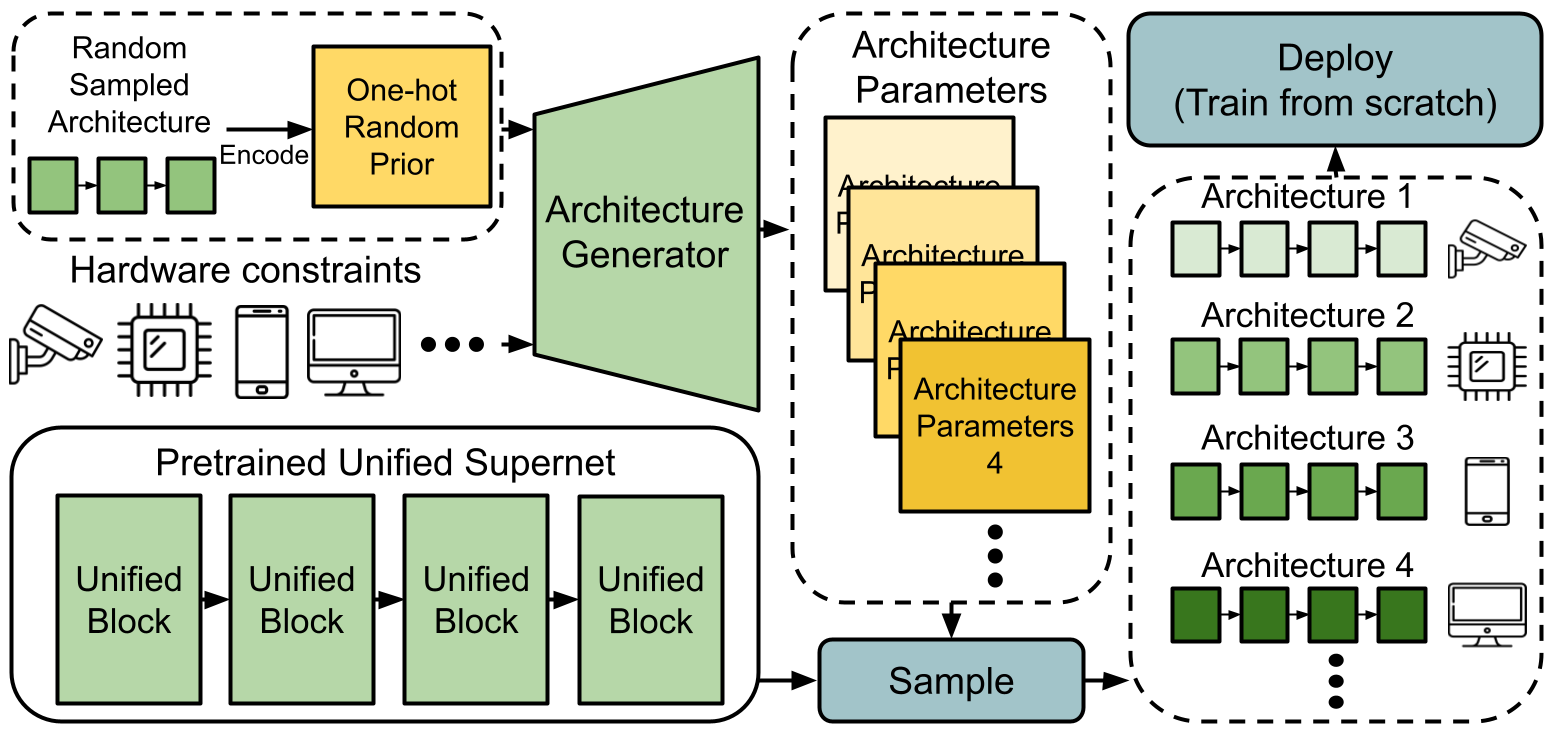 Random
Sampled
Architecture
Encode
One-hot
Random
Prior
Hardware constraints
Architecture
Generator
Architecture
Parameters
Architecture
P
Architecture
P
Architecture
P
Architecture
Parameters
4
Pretrained Unified Supernet
Unified
Block
Unified
Block
Unified
Block
Unified
Block
Sample
Deploy
(Train from scratch)
Architecture 1
Architecture 2
Architecture 3
Architecture 4